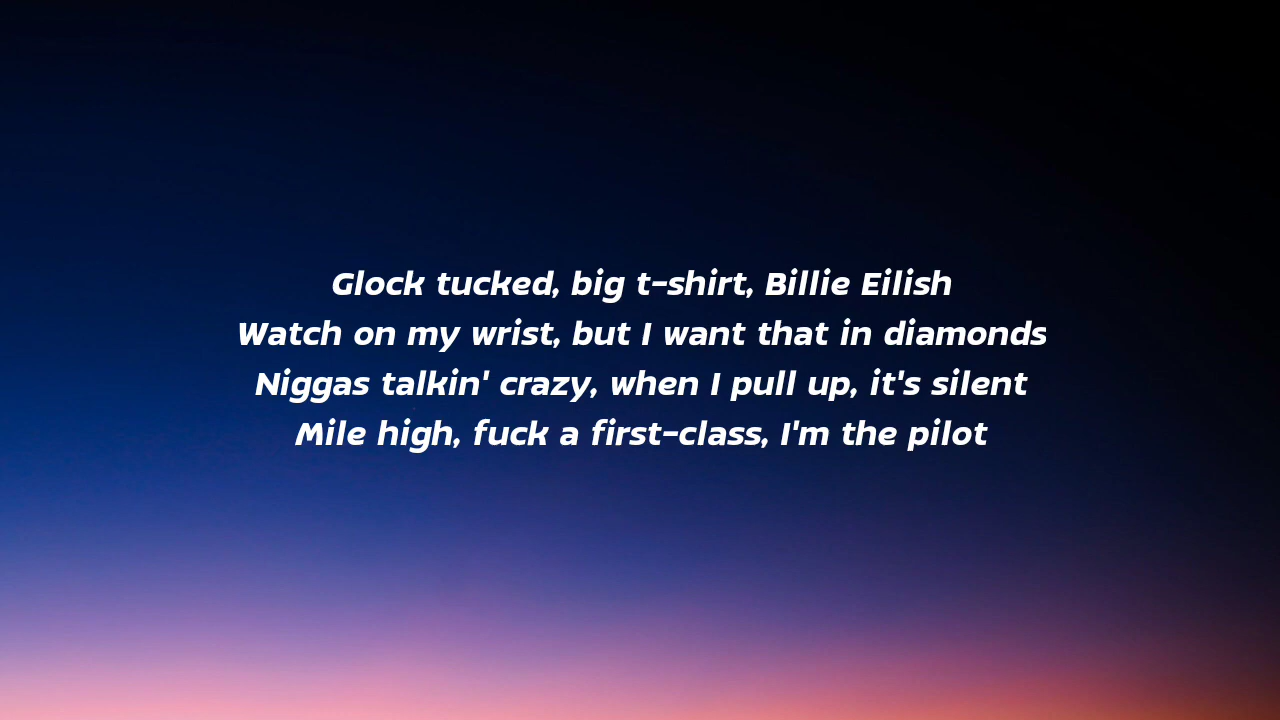 Glock tucked, big t-shirt, Billie Eilish
Watch on my wrist, but I want that in diamonds
Niggas talkin' crazy, when I pull up, it's silent
Mile high, fuck a first-class, I'm the pilot